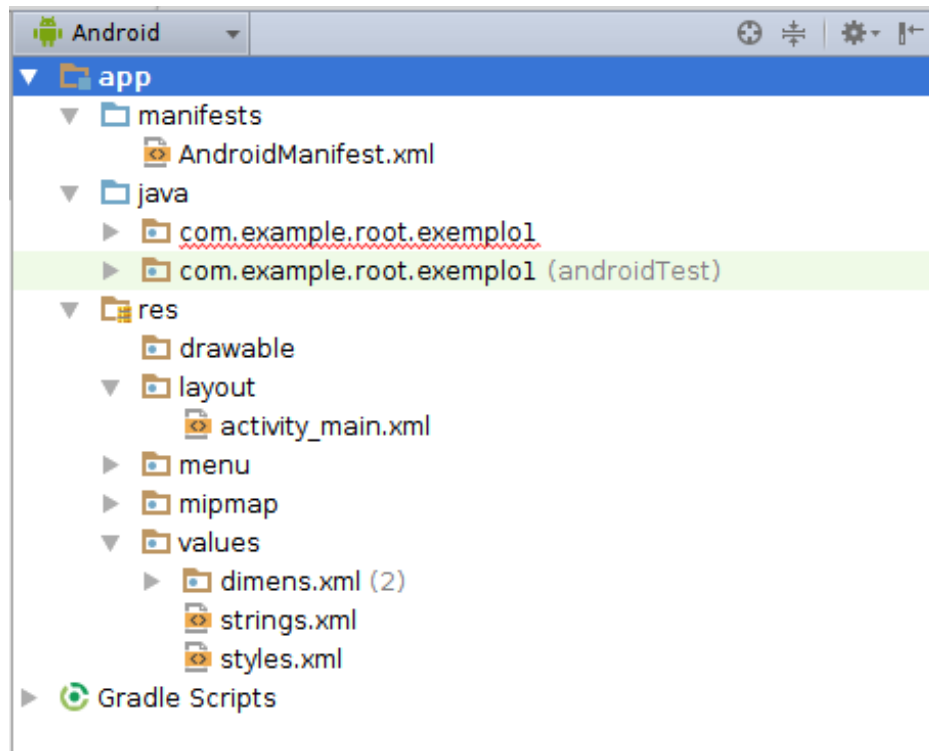 Android
app
manifests
AndroidManifest.xml
java
com.example.root.exemplo1
com.example.root.exemplo1 (androidTest)
res
drawable
layout
activity_main.xml
menu
mipmap
values
dimens.xml (2)
strings.xml
styles.xml
Gradle Scripts